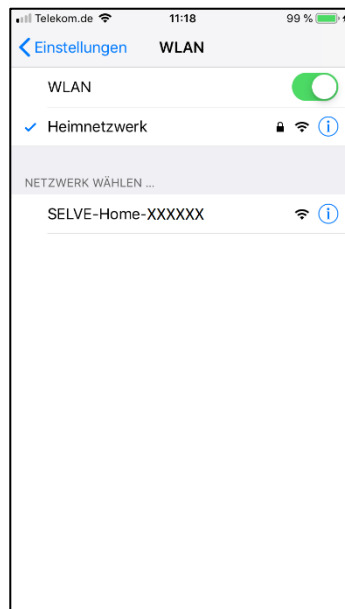 Telekom.de 11:18 99 %
Einstellungen WLAN
WLAN
Heimnetzwerk
NETZWERK WÄHLEN ...
SELVE-Home-XXXXXX